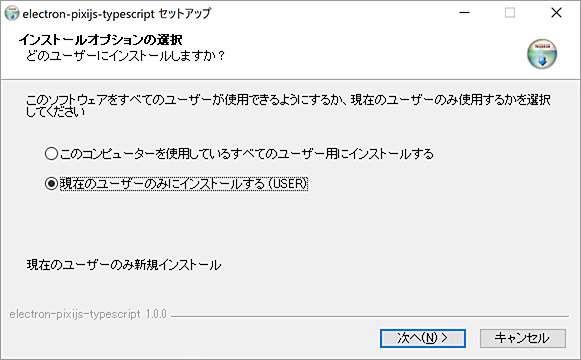 electron-pixijs-typescript セットアップ
インストールオプションの選択
どのユーザーにインストールしますか？
このソフトウェアをすべてのユーザーが使用できるようにするか、現在のユーザーのみ使用するかを選択
してください
このコンピューターを使用しているすべてのユーザー用にインストールする
現在のユーザーのみにインストールする (USER)
現在のユーザーのみ新規インストール
electron-pixijs-typescript 1.0.0
次へ(N) >
キャンセル